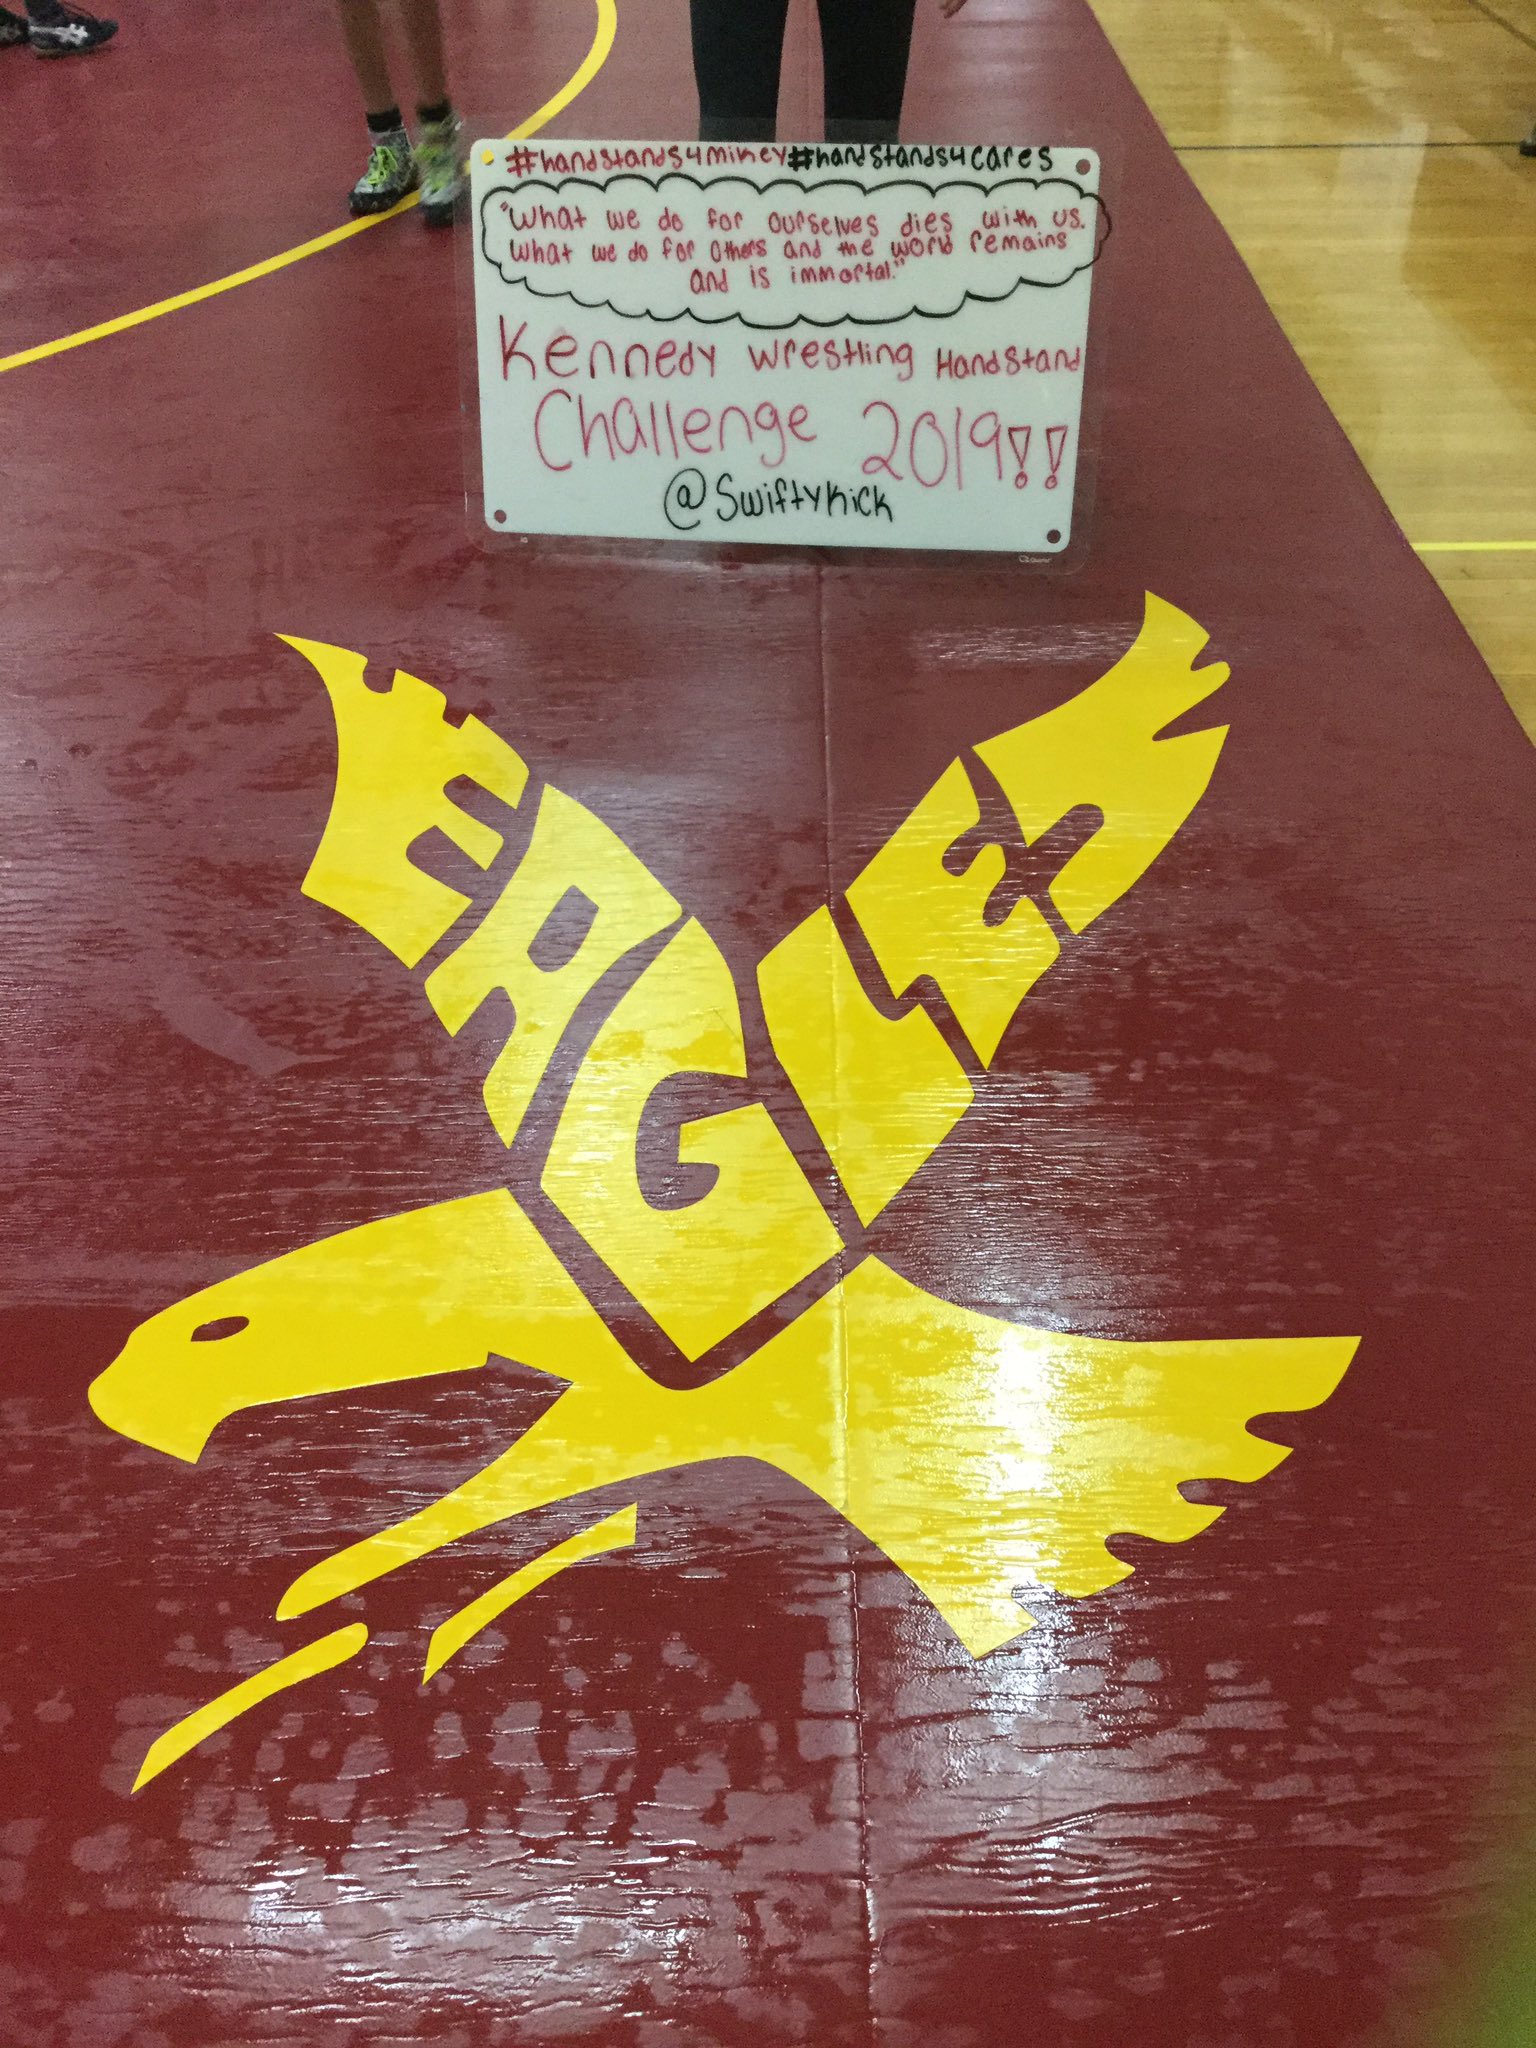 #handstands4mikey#handstands4cares
"What we do for ourselves dies with us.
What we do for others and the world remains
and is immortal."
Kennedy Wrestling Handstand
Challenge 2019!!
@Swiftykick
EAGLES